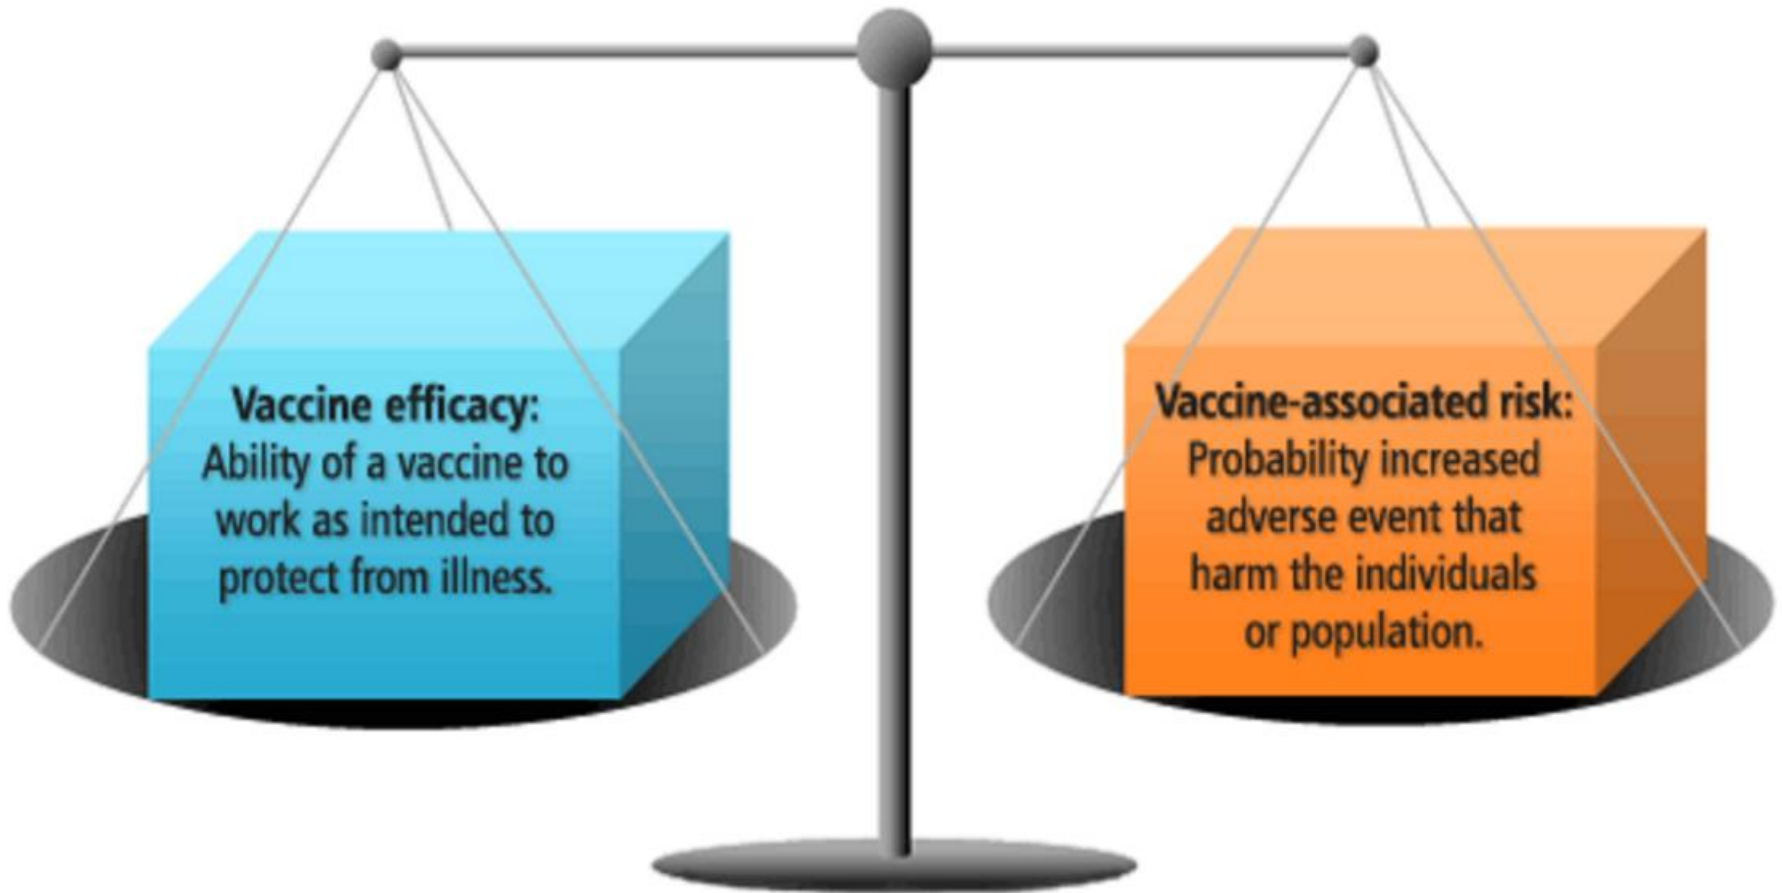 Vaccine efficacy:
Ability of a vaccine to
work as intended to
protect from illness.
Vaccine-associated risk:
Probability increased
adverse event that
harm the individuals
or population.